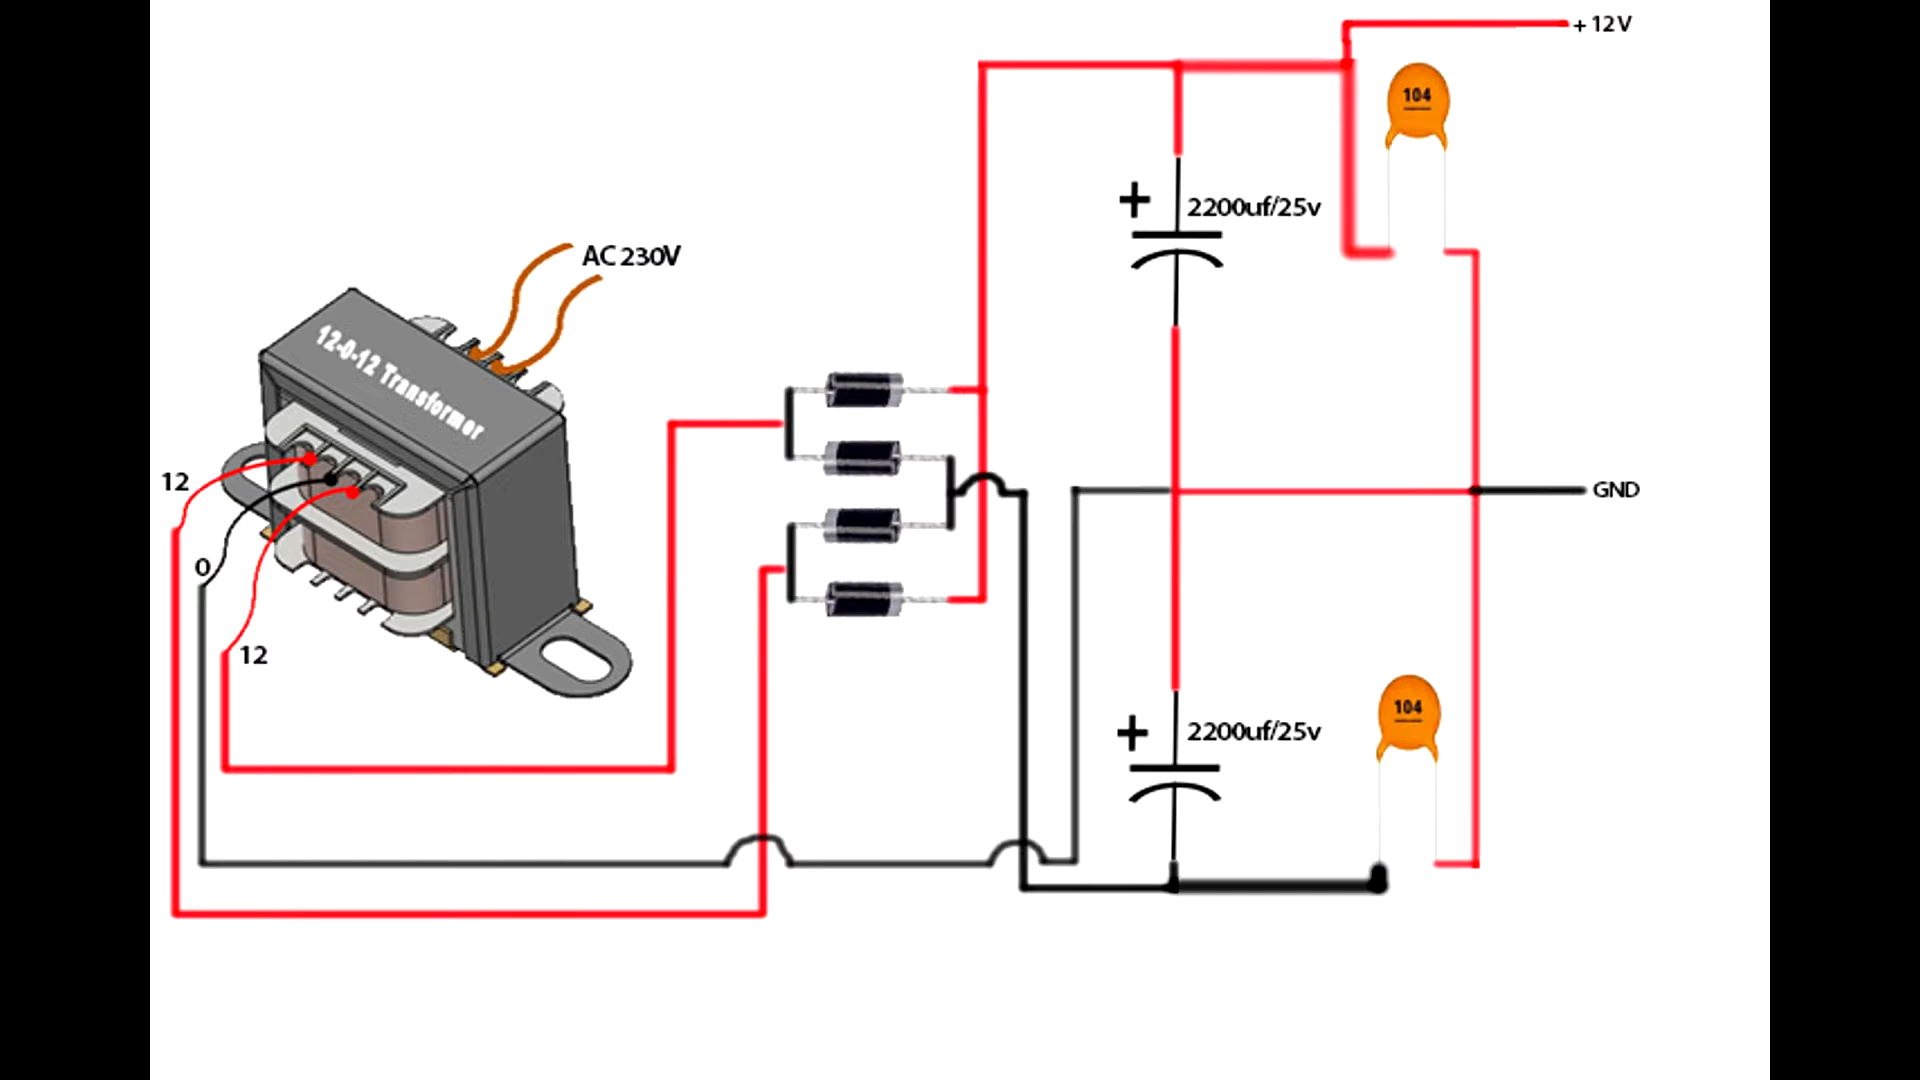 + 12V
104
+ 2200uf/25v
AC 230V
12-0-12 Transformer
12
GND
0
12
104
+ 2200uf/25v